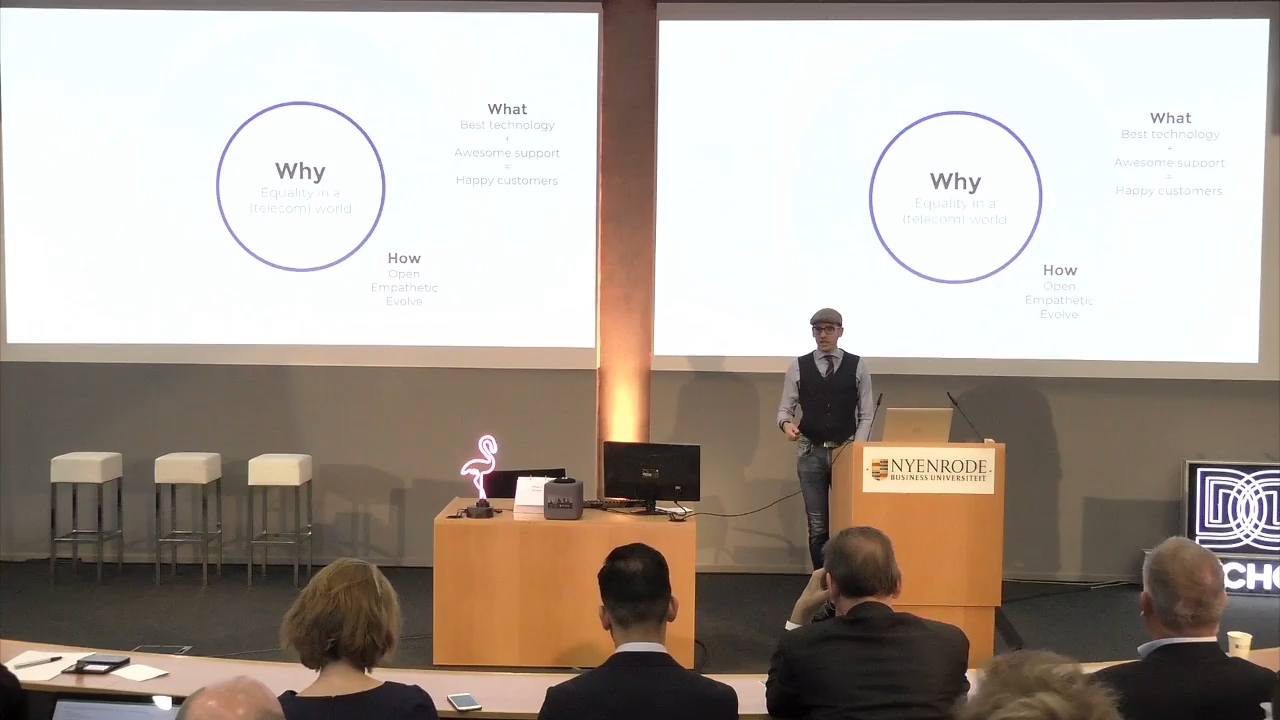 Why
Equality in a
(telecom) world
What
Best technology
+
Awesome support
=
Happy customers
How
Open
Empathetic
Evolve
Why
Equality in a
(telecom) world
What
Best technology
+
Awesome support
=
Happy customers
How
Open
Empathetic
Evolve
NYENRODE
BUSINESS UNIVERSITEIT